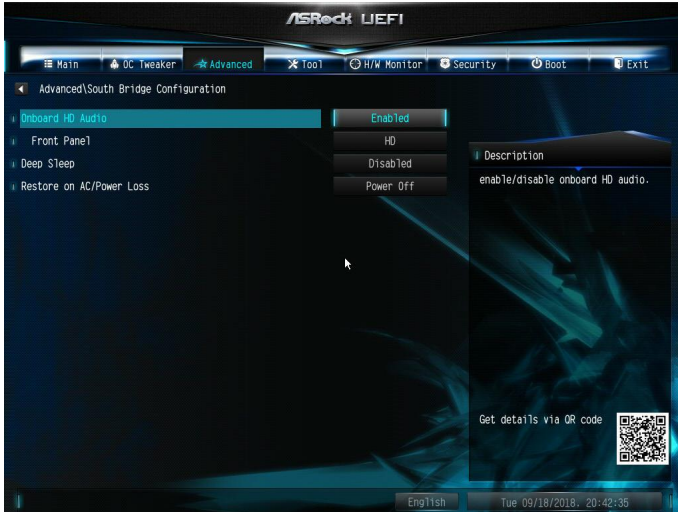 ASRock UEFI
Main OC Tweaker Advanced Tool H/W Monitor Security Boot Exit
Advanced\South Bridge Configuration
Onboard HD Audio Enabled
Front Panel HD
Deep Sleep Disabled
Restore on AC/Power Loss Power Off
Description
enable/disable onboard HD audio.
Get details via QR code
English Tue 09/18/2018. 20:42:35